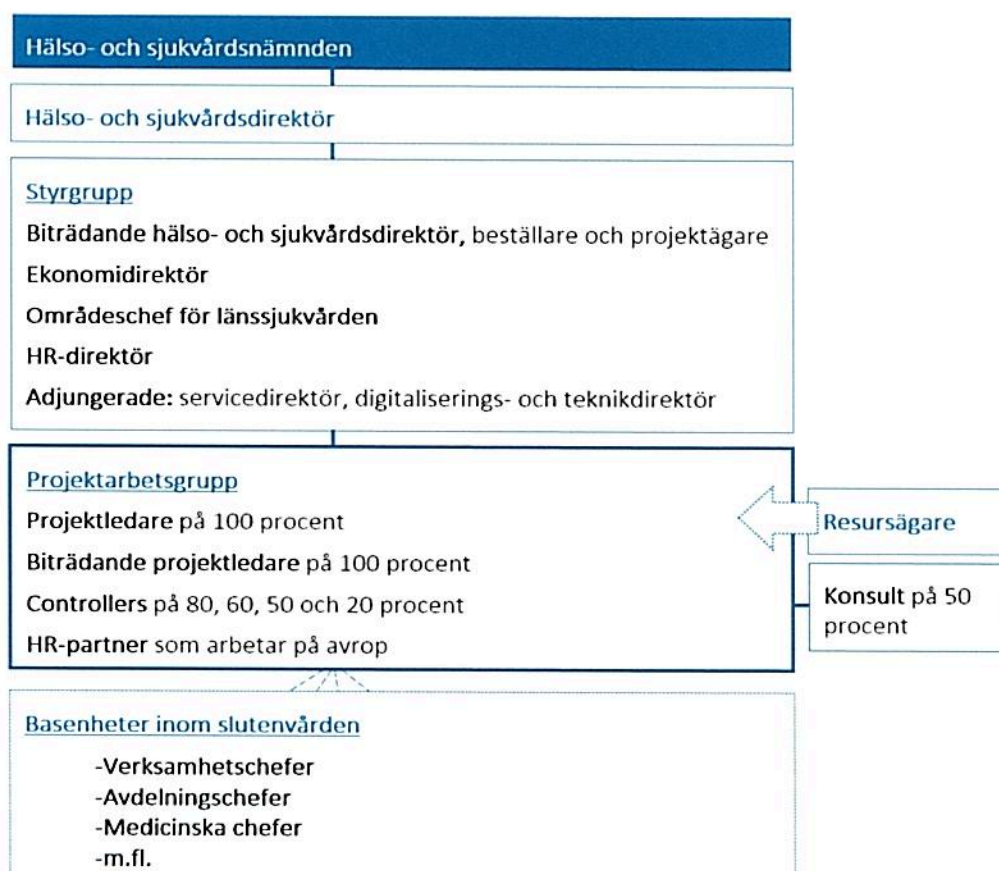 Hälso- och sjukvårdsnämnden
Hälso- och sjukvårdsdirektör
Styrgrupp
Biträdande hälso- och sjukvårdsdirektör, beställare och projektägare
Ekonomidirektör
Områdeschef för länssjukvården
HR-direktör
Adjungerade: servicedirektör, digitaliserings- och teknikdirektör
Projektarbetsgrupp
Projektledare på 100 procent
Biträdande projektledare på 100 procent
Controllers på 80, 60, 50 och 20 procent
HR-partner som arbetar på avrop
Resursägare
Konsult på 50
procent
Basenheter inom slutenvården
-Verksamhetschefer
-Avdelningschefer
-Medicinska chefer
-m.fl.